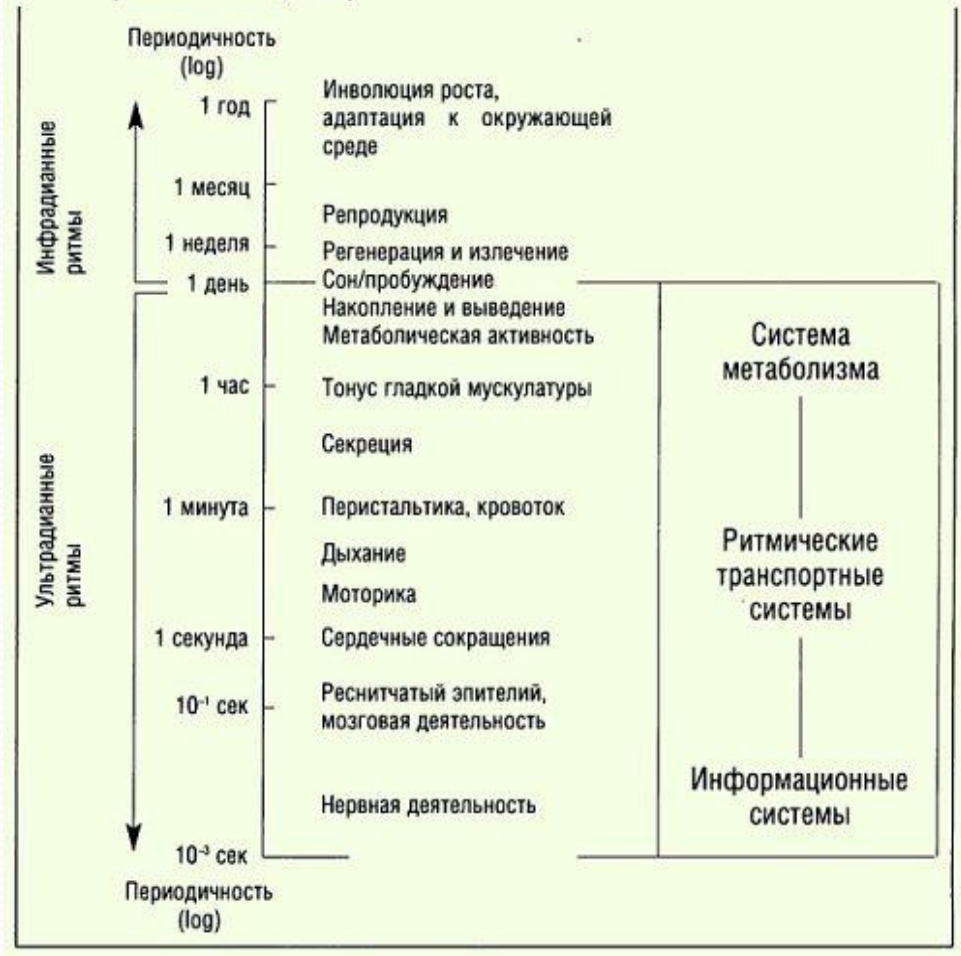 Периодичность
(log)
Инфрадианные
ритмы
1 год
Инволюция роста,
адаптация к окружающей
среде
1 месяц
Репродукция
1 неделя
Регенерация и излечение
1 день
Сон/пробуждение
Накопление и выведение
Метаболическая активность
Система
метаболизма
1 час
Тонус гладкой мускулатуры
Секреция
Ультрадианные
ритмы
1 минута
Перистальтика, кровоток
Дыхание
Ритмические
транспортные
системы
Моторика
1 секунда
Сердечные сокращения
10⁻¹ сек
Реснитчатый эпителий,
мозговая деятельность
Информационные
системы
Нервная деятельность
10⁻³ сек
Периодичность
(log)